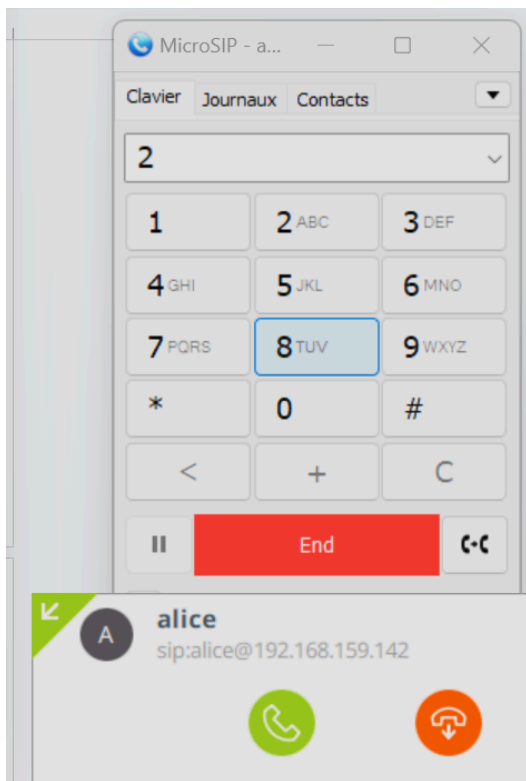 MicroSIP - a...
Clavier Journaux Contacts
2
1 2 ABC 3 DEF
4 GHI 5 JKL 6 MNO
7 PQRS 8 TUV 9 WXYZ
* 0 #
< + C
End
alice
A
sip:alice@192.168.159.142